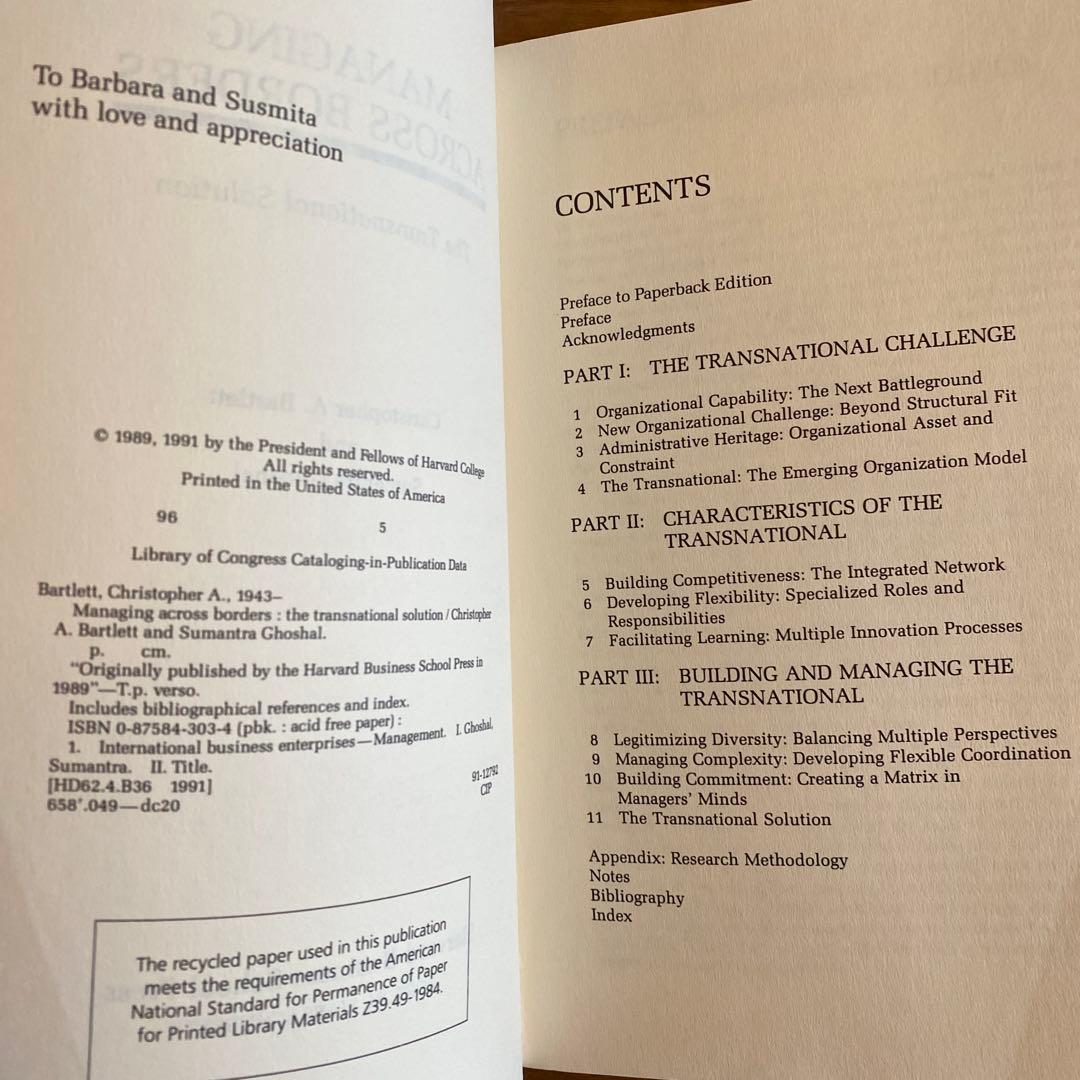 To Barbara and Susmita
with love and appreciation
© 1989, 1991 by the President and Fellows of Harvard College
All rights reserved.
Printed in the United States of America
96 5
Library of Congress Cataloging-in-Publication Data
Bartlett, Christopher A., 1943–
Managing across borders : the transnational solution / Christopher
A. Bartlett and Sumantra Ghoshal.
p. cm.
"Originally published by the Harvard Business School Press in
1989"—T.p. verso.
Includes bibliographical references and index.
ISBN 0-87584-303-4 (pbk. : acid free paper) :
1. International business enterprises—Management. I. Ghoshal,
Sumantra. II. Title.
[HD62.4.B36 1991]
658'.049—dc20
91-12792
CIP
The recycled paper used in this publication
meets the requirements of the American
National Standard for Permanence of Paper
for Printed Library Materials Z39.49-1984.
CONTENTS
Preface to Paperback Edition
Preface
Acknowledgments
PART I: THE TRANSNATIONAL CHALLENGE
1 Organizational Capability: The Next Battleground
2 New Organizational Challenge: Beyond Structural Fit
3 Administrative Heritage: Organizational Asset and
Constraint
4 The Transnational: The Emerging Organization Model
PART II: CHARACTERISTICS OF THE
TRANSNATIONAL
5 Building Competitiveness: The Integrated Network
6 Developing Flexibility: Specialized Roles and
Responsibilities
7 Facilitating Learning: Multiple Innovation Processes
PART III: BUILDING AND MANAGING THE
TRANSNATIONAL
8 Legitimizing Diversity: Balancing Multiple Perspectives
9 Managing Complexity: Developing Flexible Coordination
10 Building Commitment: Creating a Matrix in
Managers' Minds
11 The Transnational Solution
Appendix: Research Methodology
Notes
Bibliography
Index